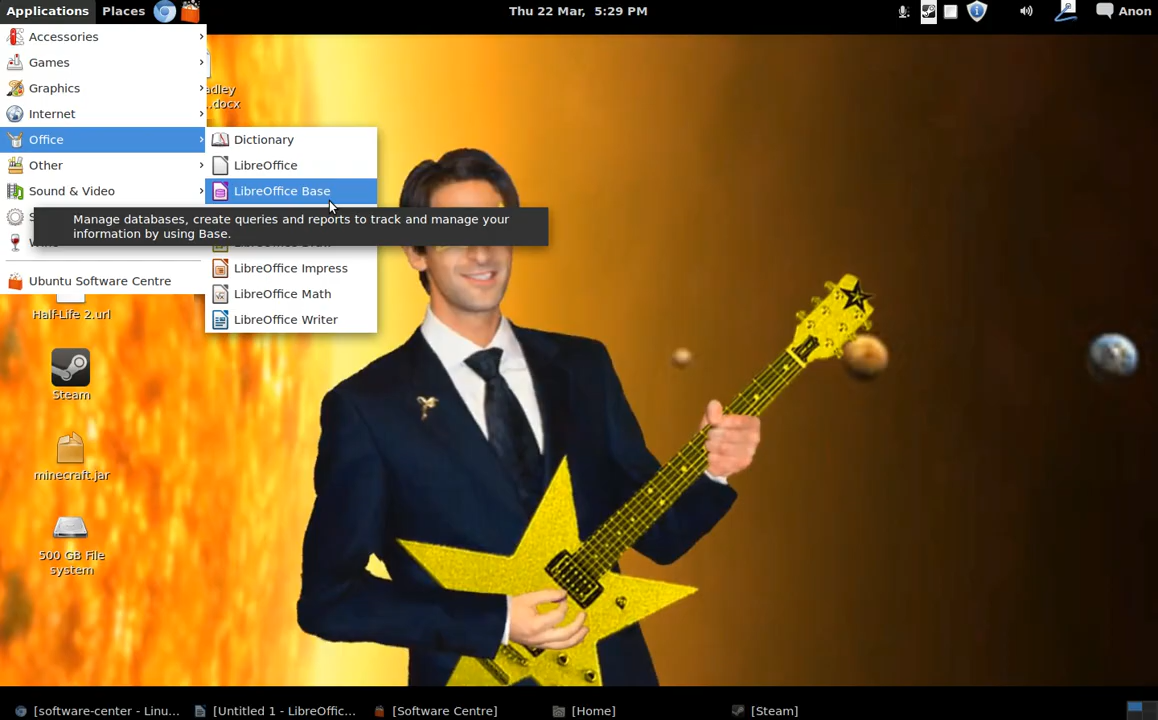 Applications Places Thu 22 Mar, 5:29 PM Anon
Accessories
Games
Graphics
Internet
Office
Other
Sound & Video
Ubuntu Software Centre
Dictionary
LibreOffice
LibreOffice Base
Manage databases, create queries and reports to track and manage your
information by using Base.
LibreOffice Impress
LibreOffice Math
LibreOffice Writer
adley
...docx
Half-Life 2.url
Steam
minecraft.jar
500 GB File
system
[software-center - Linu... [Untitled 1 - LibreOffic... [Software Centre] [Home] [Steam]